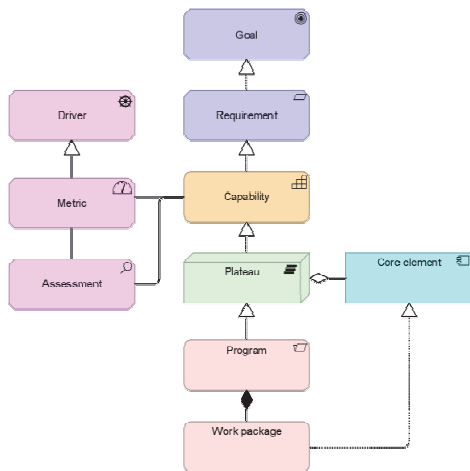 Goal
Driver
Requirement
Metric
Capability
Assessment
Plateau
Core element
Program
Work package